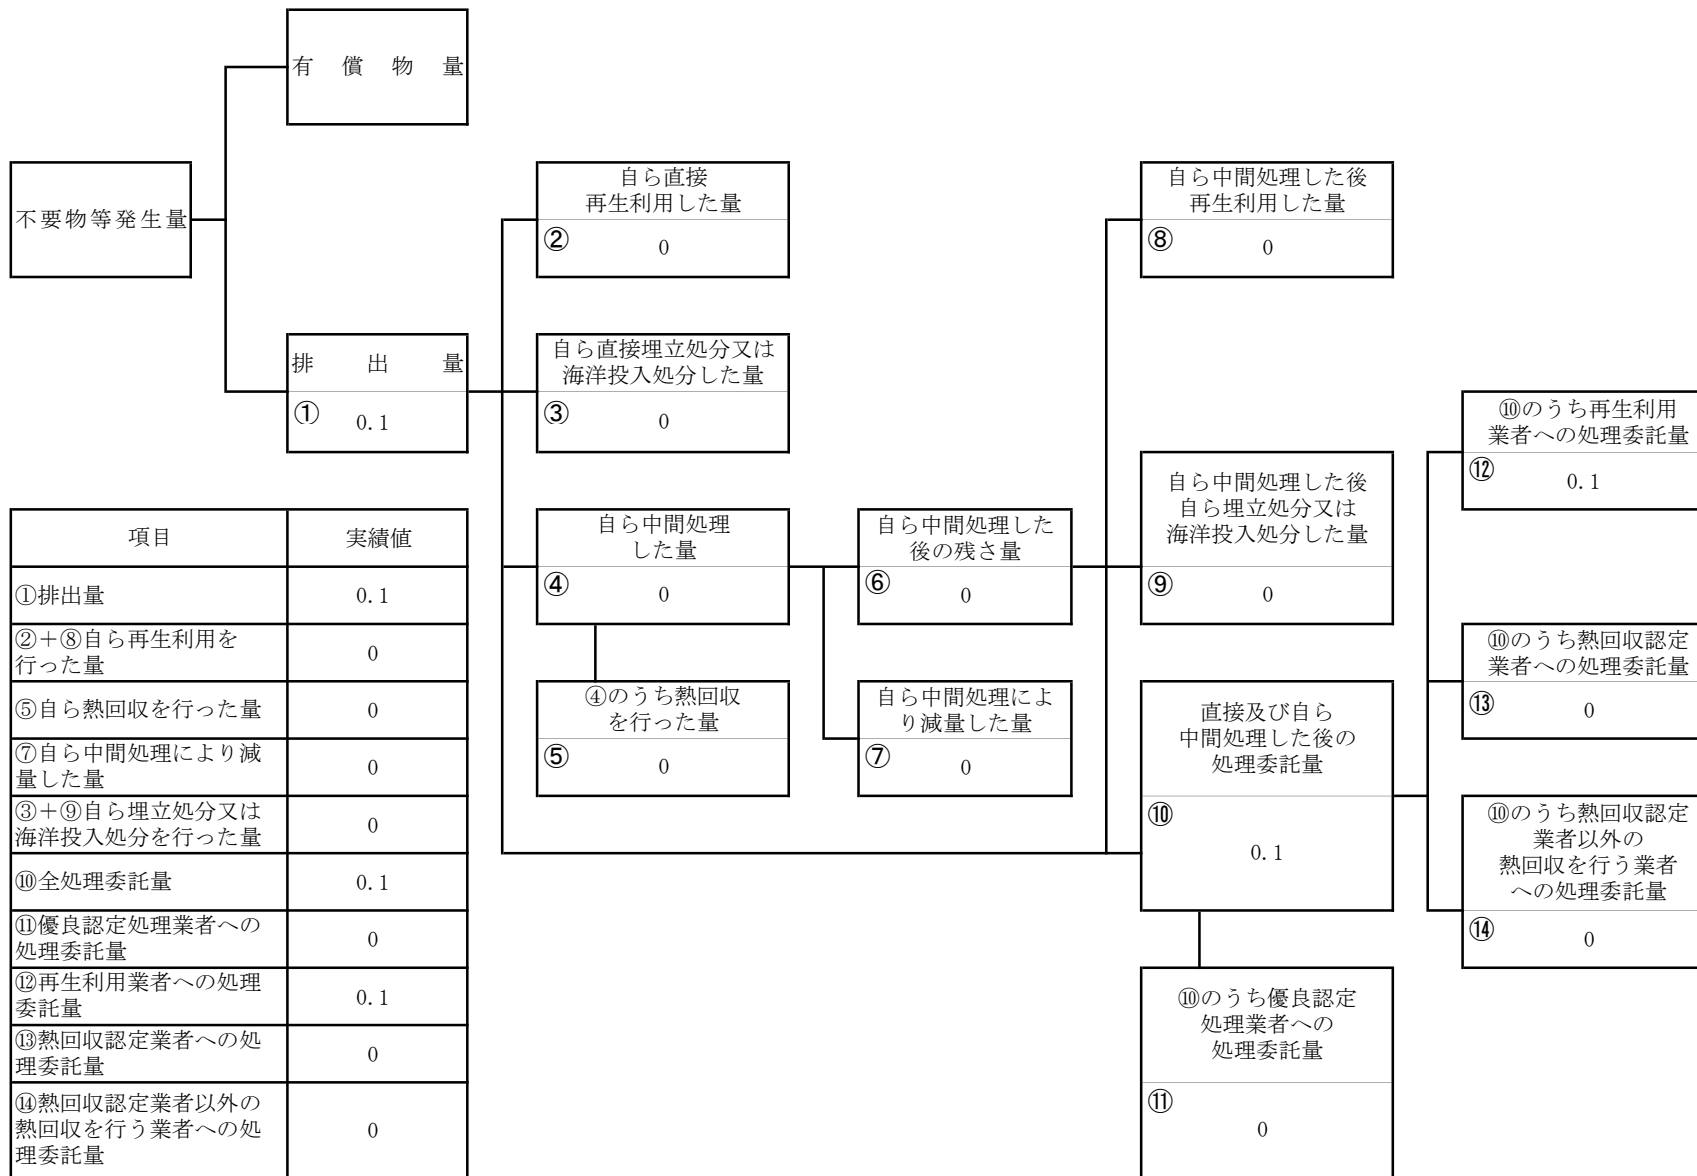 有償物量
不要物等発生量
自ら直接
再生利用した量
② 0
自ら中間処理した後
再生利用した量
⑧ 0
排出量
① 0.1
自ら直接埋立処分又は
海洋投入処分した量
③ 0
⑩のうち再生利用
業者への処理委託量
⑫ 0.1
自ら中間処理した後
自ら埋立処分又は
海洋投入処分した量
⑨ 0
自ら中間処理
した量
④ 0
自ら中間処理した
後の残さ量
⑥ 0
⑩のうち熱回収認定
業者への処理委託量
⑬ 0
④のうち熱回収
を行った量
⑤ 0
自ら中間処理によ
り減量した量
⑦ 0
直接及び自ら
中間処理した後の
処理委託量
⑩
0.1
⑩のうち熱回収認定
業者以外の
熱回収を行う業者
への処理委託量
⑭ 0
⑩のうち優良認定
処理業者への
処理委託量
⑪
0
項目 実績値
①排出量 0.1
②＋⑧自ら再生利用を
行った量 0
⑤自ら熱回収を行った量 0
⑦自ら中間処理により減
量した量 0
③＋⑨自ら埋立処分又は
海洋投入処分を行った量 0
⑩全処理委託量 0.1
⑪優良認定処理業者への
処理委託量 0
⑫再生利用業者への処理
委託量 0.1
⑬熱回収認定業者への処
理委託量 0
⑭熱回収認定業者以外の
熱回収を行う業者への処
理委託量 0